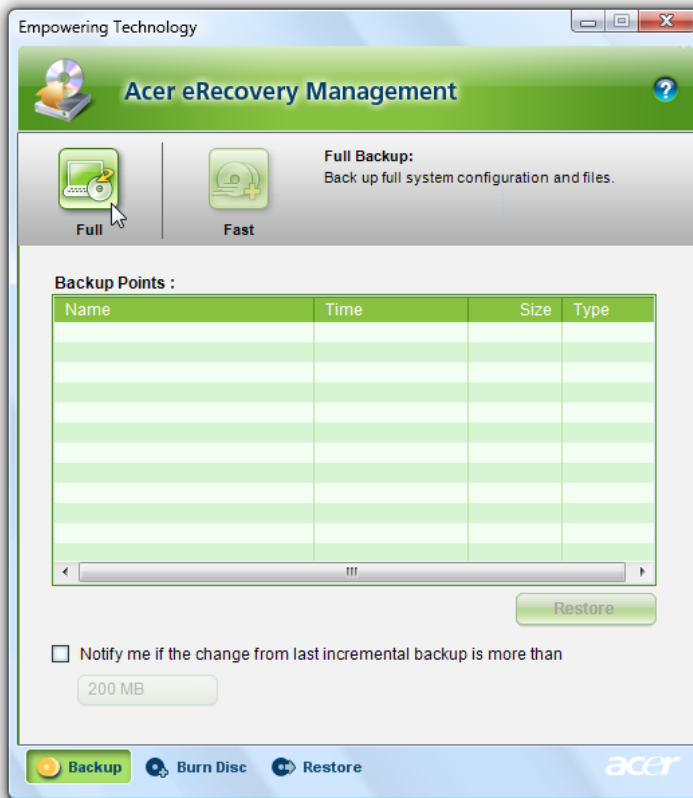 Empowering Technology
Acer eRecovery Management
?
Full Backup:
Back up full system configuration and files.
Full
Fast
Backup Points :
Name Time Size Type
Restore
Notify me if the change from last incremental backup is more than
200 MB
Backup Burn Disc Restore acer